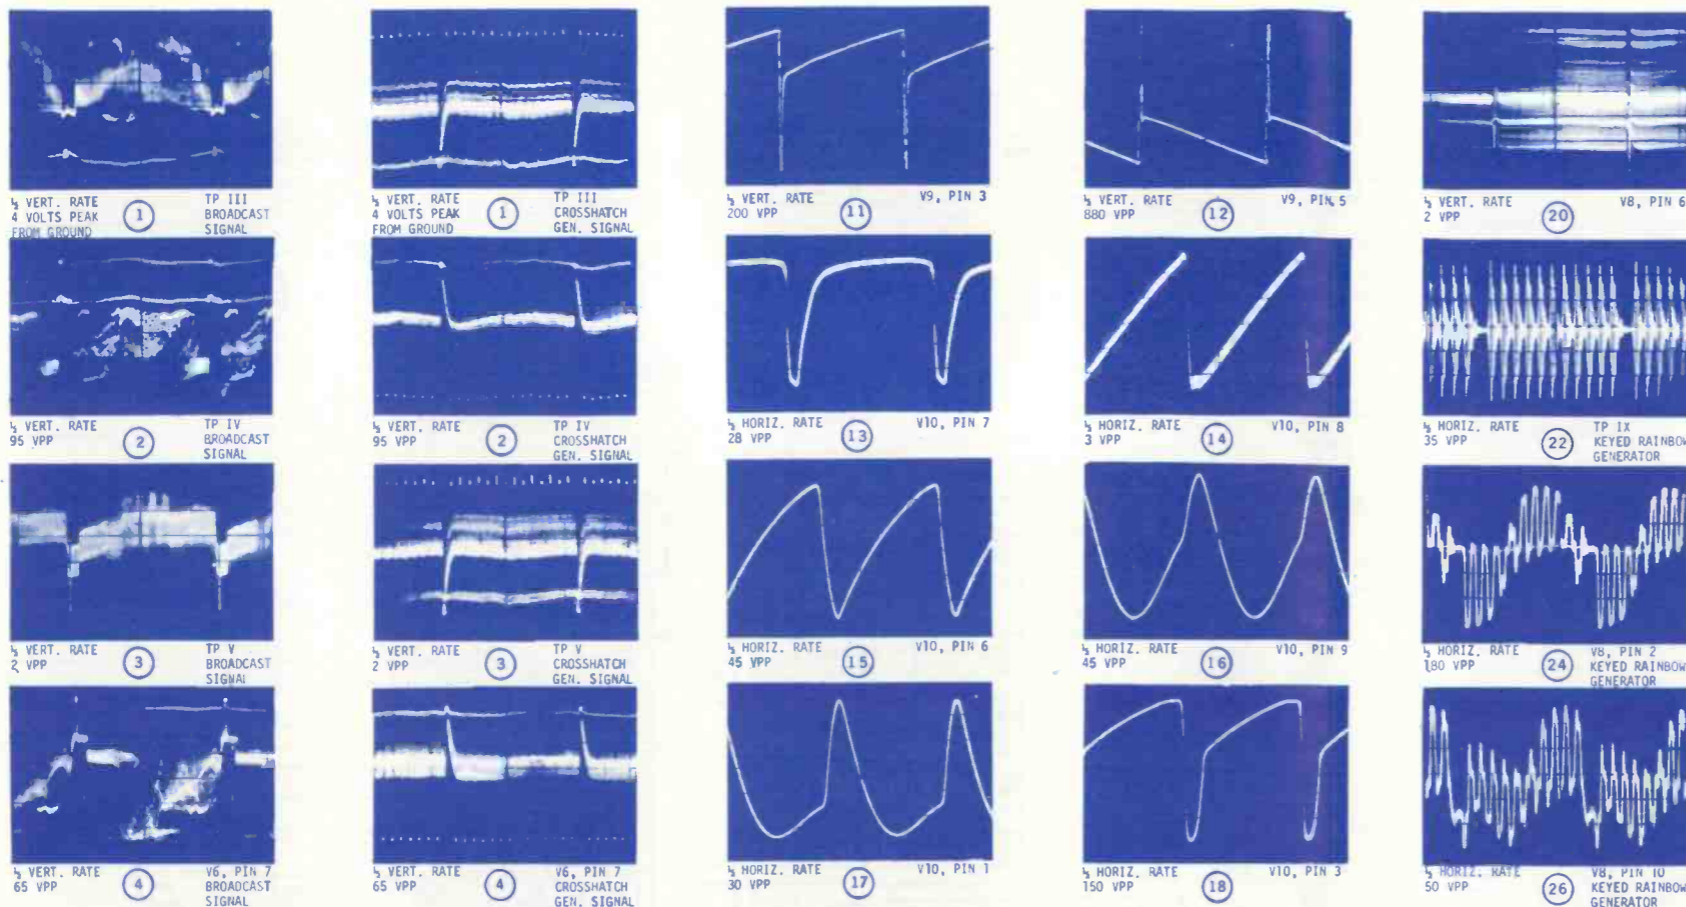 ½ VERT. RATE
4 VOLTS PEAK
FROM GROUND
1
TP III
BROADCAST
SIGNAL
½ VERT. RATE
4 VOLTS PEAK
FROM GROUND
1
TP III
CROSSHATCH
GEN. SIGNAL
½ VERT. RATE
200 VPP
11
V9, PIN 3
½ VERT. RATE
880 VPP
12
V9, PIN 5
½ VERT. RATE
2 VPP
20
V8, PIN 6
½ VERT. RATE
95 VPP
2
TP IV
BROADCAST
SIGNAL
½ VERT. RATE
95 VPP
2
TP IV
CROSSHATCH
GEN. SIGNAL
½ HORIZ. RATE
28 VPP
13
V10, PIN 7
½ HORIZ. RATE
3 VPP
14
V10, PIN 8
½ HORIZ. RATE
35 VPP
22
TP IX
KEYED RAINBOW
GENERATOR
½ VERT. RATE
2 VPP
3
TP V
BROADCAST
SIGNAL
½ VERT. RATE
2 VPP
3
TP V
CROSSHATCH
GEN. SIGNAL
½ HORIZ. RATE
45 VPP
15
V10, PIN 6
½ HORIZ. RATE
45 VPP
16
V10, PIN 9
½ HORIZ. RATE
180 VPP
24
V8, PIN 2
KEYED RAINBOW
GENERATOR
½ VERT. RATE
65 VPP
4
V6, PIN 7
BROADCAST
SIGNAL
½ VERT. RATE
65 VPP
4
V6, PIN 7
CROSSHATCH
GEN. SIGNAL
½ HORIZ. RATE
30 VPP
17
V10, PIN 1
½ HORIZ. RATE
150 VPP
18
V10, PIN 3
½ HORIZ. RATE
50 VPP
26
V8, PIN 10
KEYED RAINBOW
GENERATOR